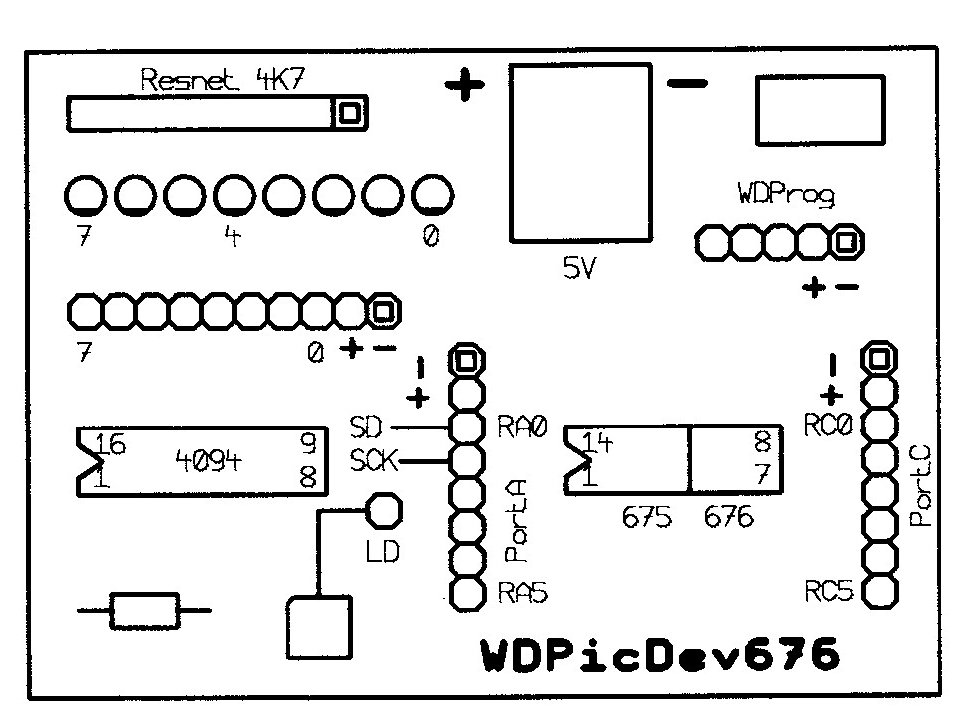 Resnet 4K7
+ −
WDProg
7 4 0
5V
+ −
7 0 + −
− +
− +
SD
RA0
RC0
SCK
16 9
4094
1 8
14 8
1 7
675 676
PortA
PortC
LD
RA5
RC5
WDPicDev676